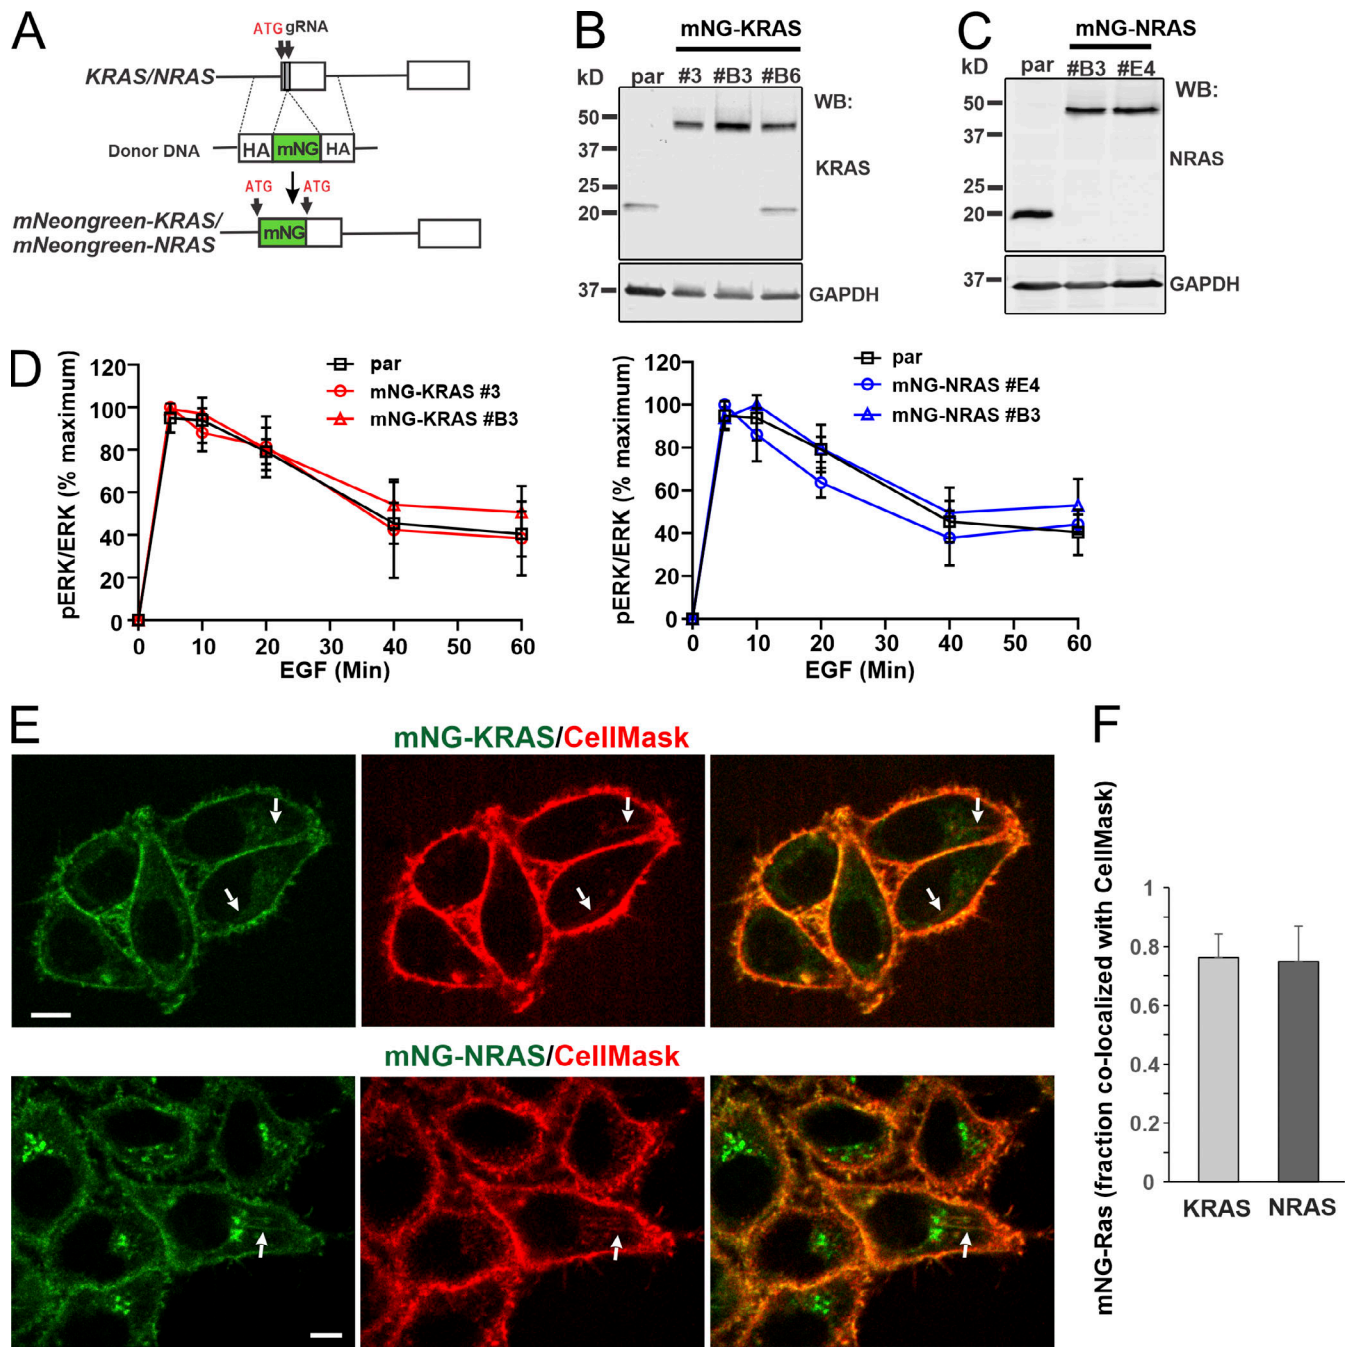 A
ATG gRNA
KRAS/NRAS
Donor DNA
HA mNG HA
ATG ATG
mNeongreen-KRAS/
mNeongreen-NRAS
mNG
B
mNG-KRAS
kD par #3 #B3 #B6
WB:
50
37
25
20
KRAS
37
GAPDH
C
mNG-NRAS
kD par #B3 #E4
WB:
50
37
25
20
NRAS
37
GAPDH
D
pERK/ERK (% maximum)
120
100
80
60
40
20
0
0 10 20 30 40 50 60
EGF (Min)
par
mNG-KRAS #3
mNG-KRAS #B3
pERK/ERK (% maximum)
120
100
80
60
40
20
0
0 10 20 30 40 50 60
EGF (Min)
par
mNG-NRAS #E4
mNG-NRAS #B3
E
mNG-KRAS/CellMask
mNG-NRAS/CellMask
F
mNG-Ras (fraction co-localized with CellMask)
1
0.8
0.6
0.4
0.2
0
KRAS NRAS